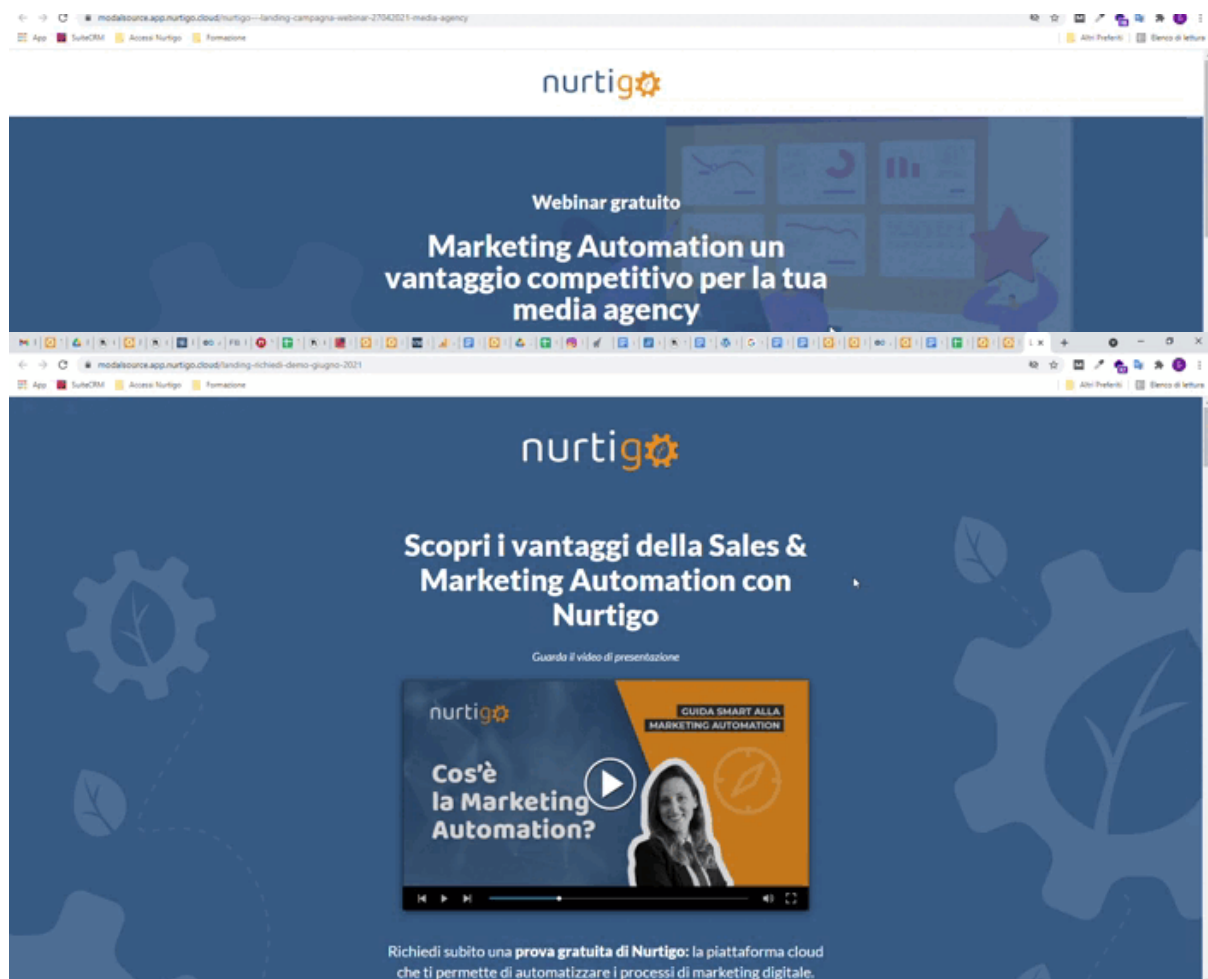 modalsource.app.nurtigo.cloud/nurtigo---landing-campagna-webinar-27042021-media-agency
App SuiteCRM Accessi Nurtigo Formazione Altri Preferiti Elenco di lettura
nurtigo
Webinar gratuito
Marketing Automation un
vantaggio competitivo per la tua
media agency
modalsource.app.nurtigo.cloud/landing-richiedi-demo-giugno-2021
App SuiteCRM Accessi Nurtigo Formazione Altri Preferiti Elenco di lettura
nurtigo
Scopri i vantaggi della Sales &
Marketing Automation con
Nurtigo
Guarda il video di presentazione
nurtigo
GUIDA SMART ALLA
MARKETING AUTOMATION
Cos'è
la Marketing
Automation?
Richiedi subito una prova gratuita di Nurtigo: la piattaforma cloud
che ti permette di automatizzare i processi di marketing digitale.